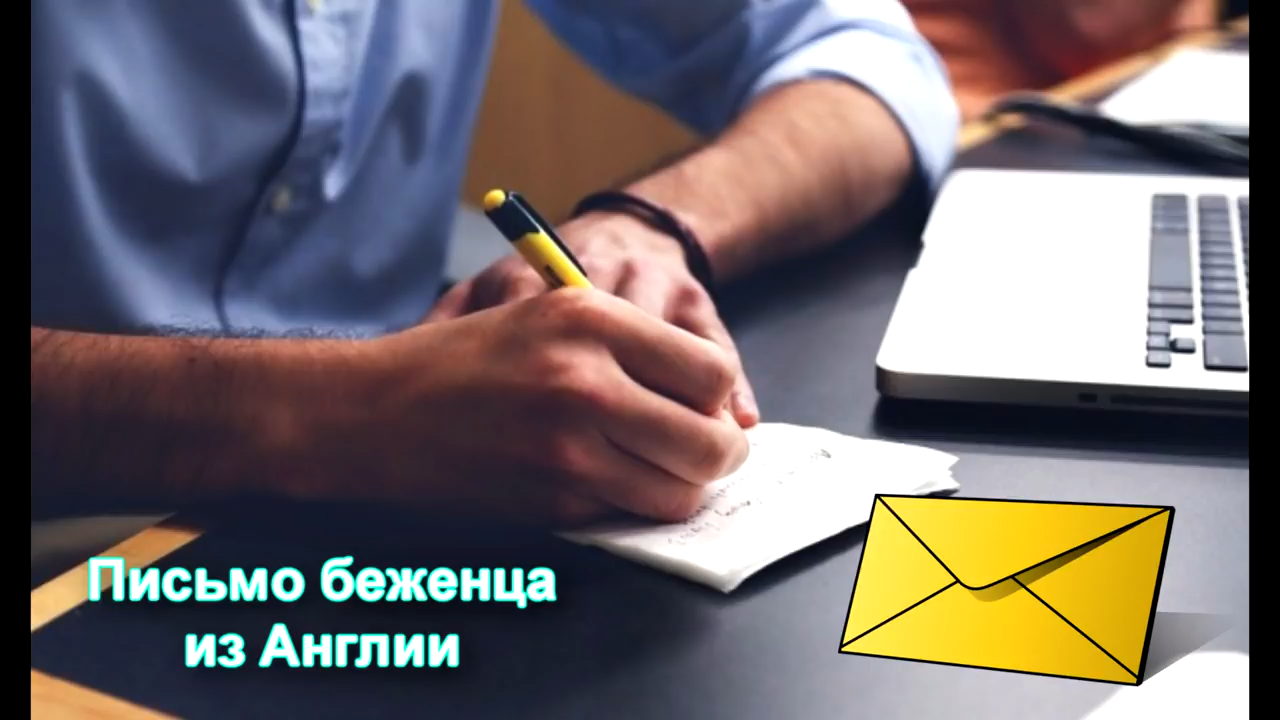 Письмо беженца
из Англии